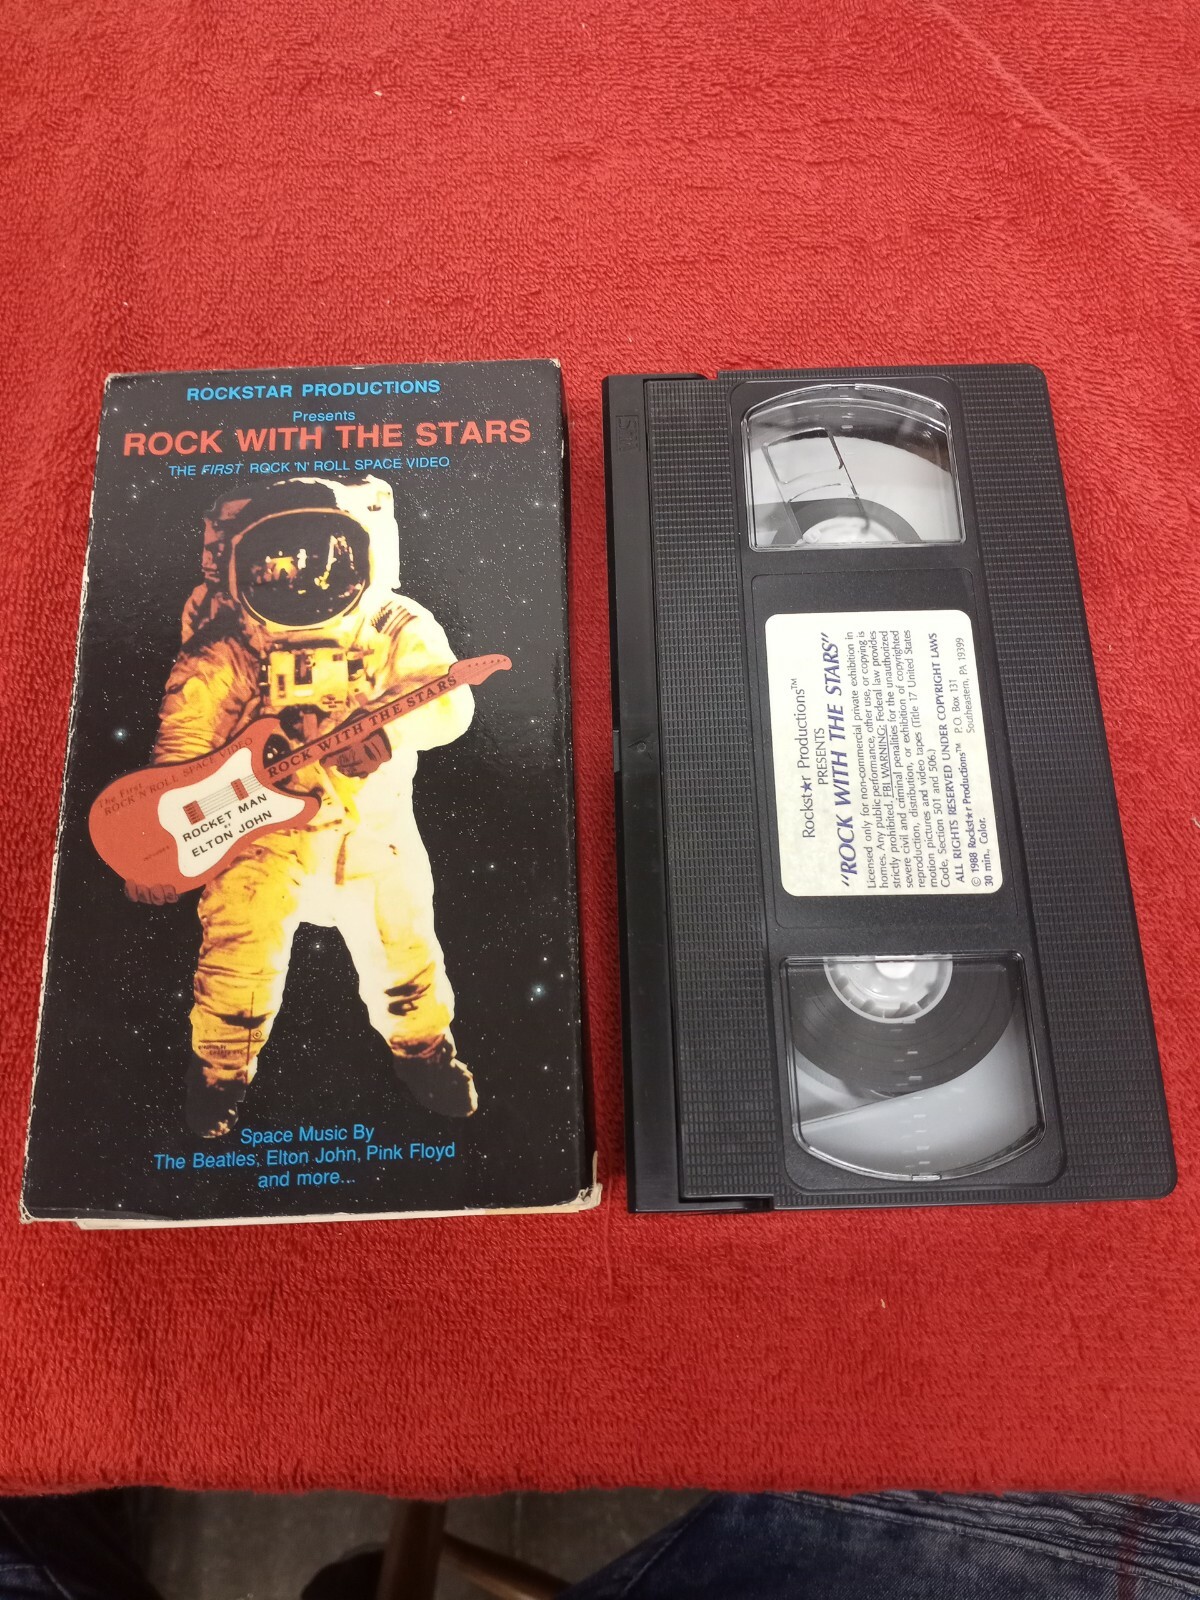 ROCKSTAR PRODUCTIONS
Presents
ROCK WITH THE STARS
THE FIRST ROCK 'N' ROLL SPACE VIDEO
The First
ROCK 'N' ROLL SPACE VIDEO
ROCK WITH THE STARS
INCLUDES
ROCKET MAN
BY
ELTON JOHN
Space Music By
The Beatles, Elton John, Pink Floyd
and more...
Rockst★r Productions™
PRESENTS
"ROCK WITH THE STARS"
Licensed only for non-commercial private exhibition in
homes. Any public performance, other use, or copying is
strictly prohibited. FBI WARNING: Federal law provides
severe civil and criminal penalities for the unauthorized
reproduction, distribution, or exhibition of copyrighted
motion pictures and video tapes (Title 17 United States
Code, Section 501 and 506.)
ALL RIGHTS RESERVED UNDER COPYRIGHT LAWS
© 1988 Rockst★r Productions™ P.O. Box 131
30 min., Color. Southeastern, PA 19399